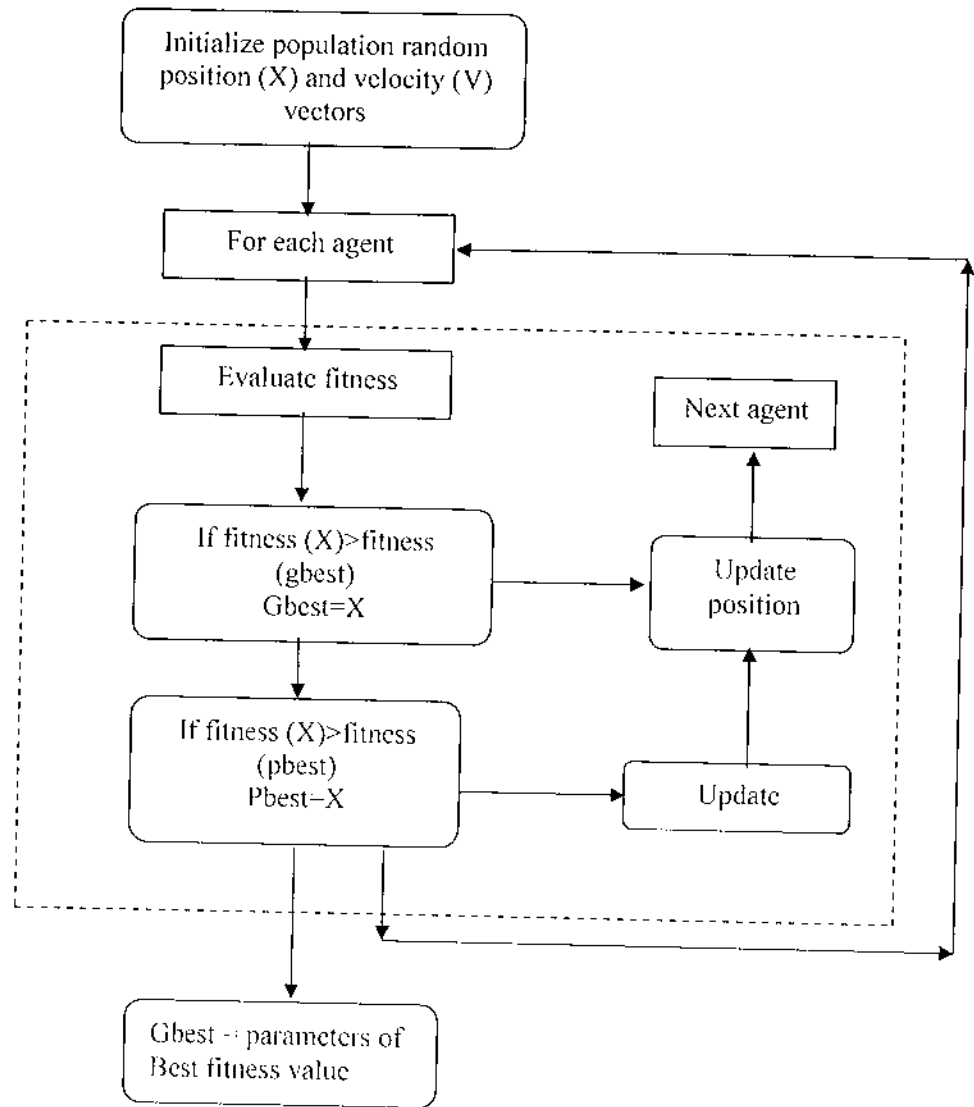 Initialize population random
position (X) and velocity (V)
vectors
For each agent
Evaluate fitness
Next agent
If fitness (X)>fitness
(gbest)
Gbest=X
Update
position
If fitness (X)>fitness
(pbest)
Pbest=X
Update
Gbest = parameters of
Best fitness value